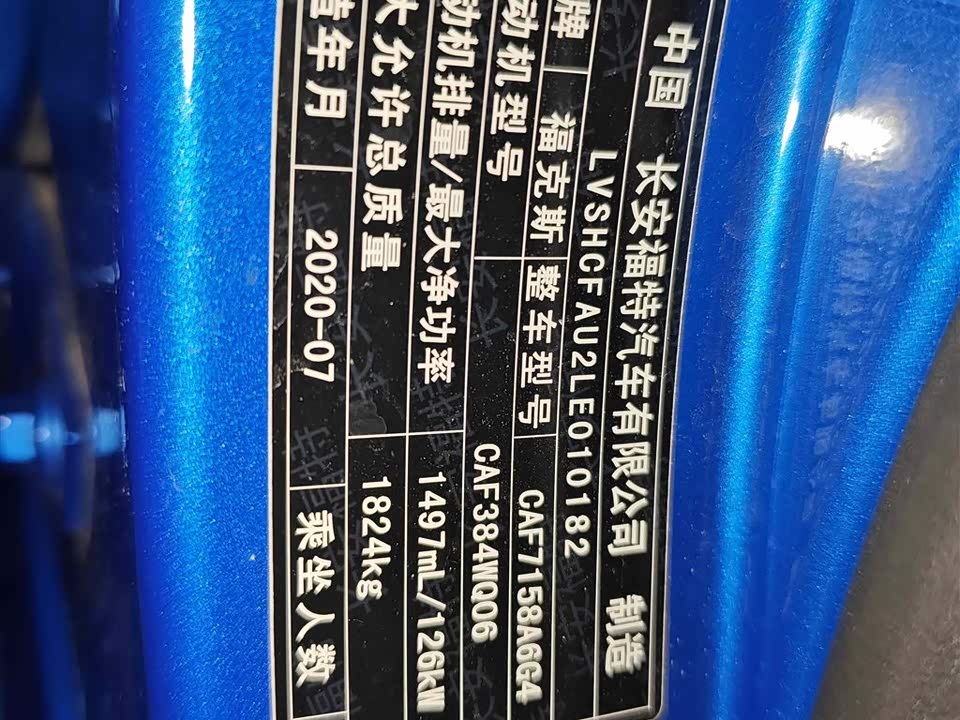 中国 长安福特汽车有限公司 制造
LVSHCFAU2LE010182
牌 福克斯 整车型号 CAF7158A6G4
动机型号 CAF384WQ06
动机排量/最大净功率 1497mL/126kW
大允许总质量 1824kg
造年月 2020-07 乘坐人数